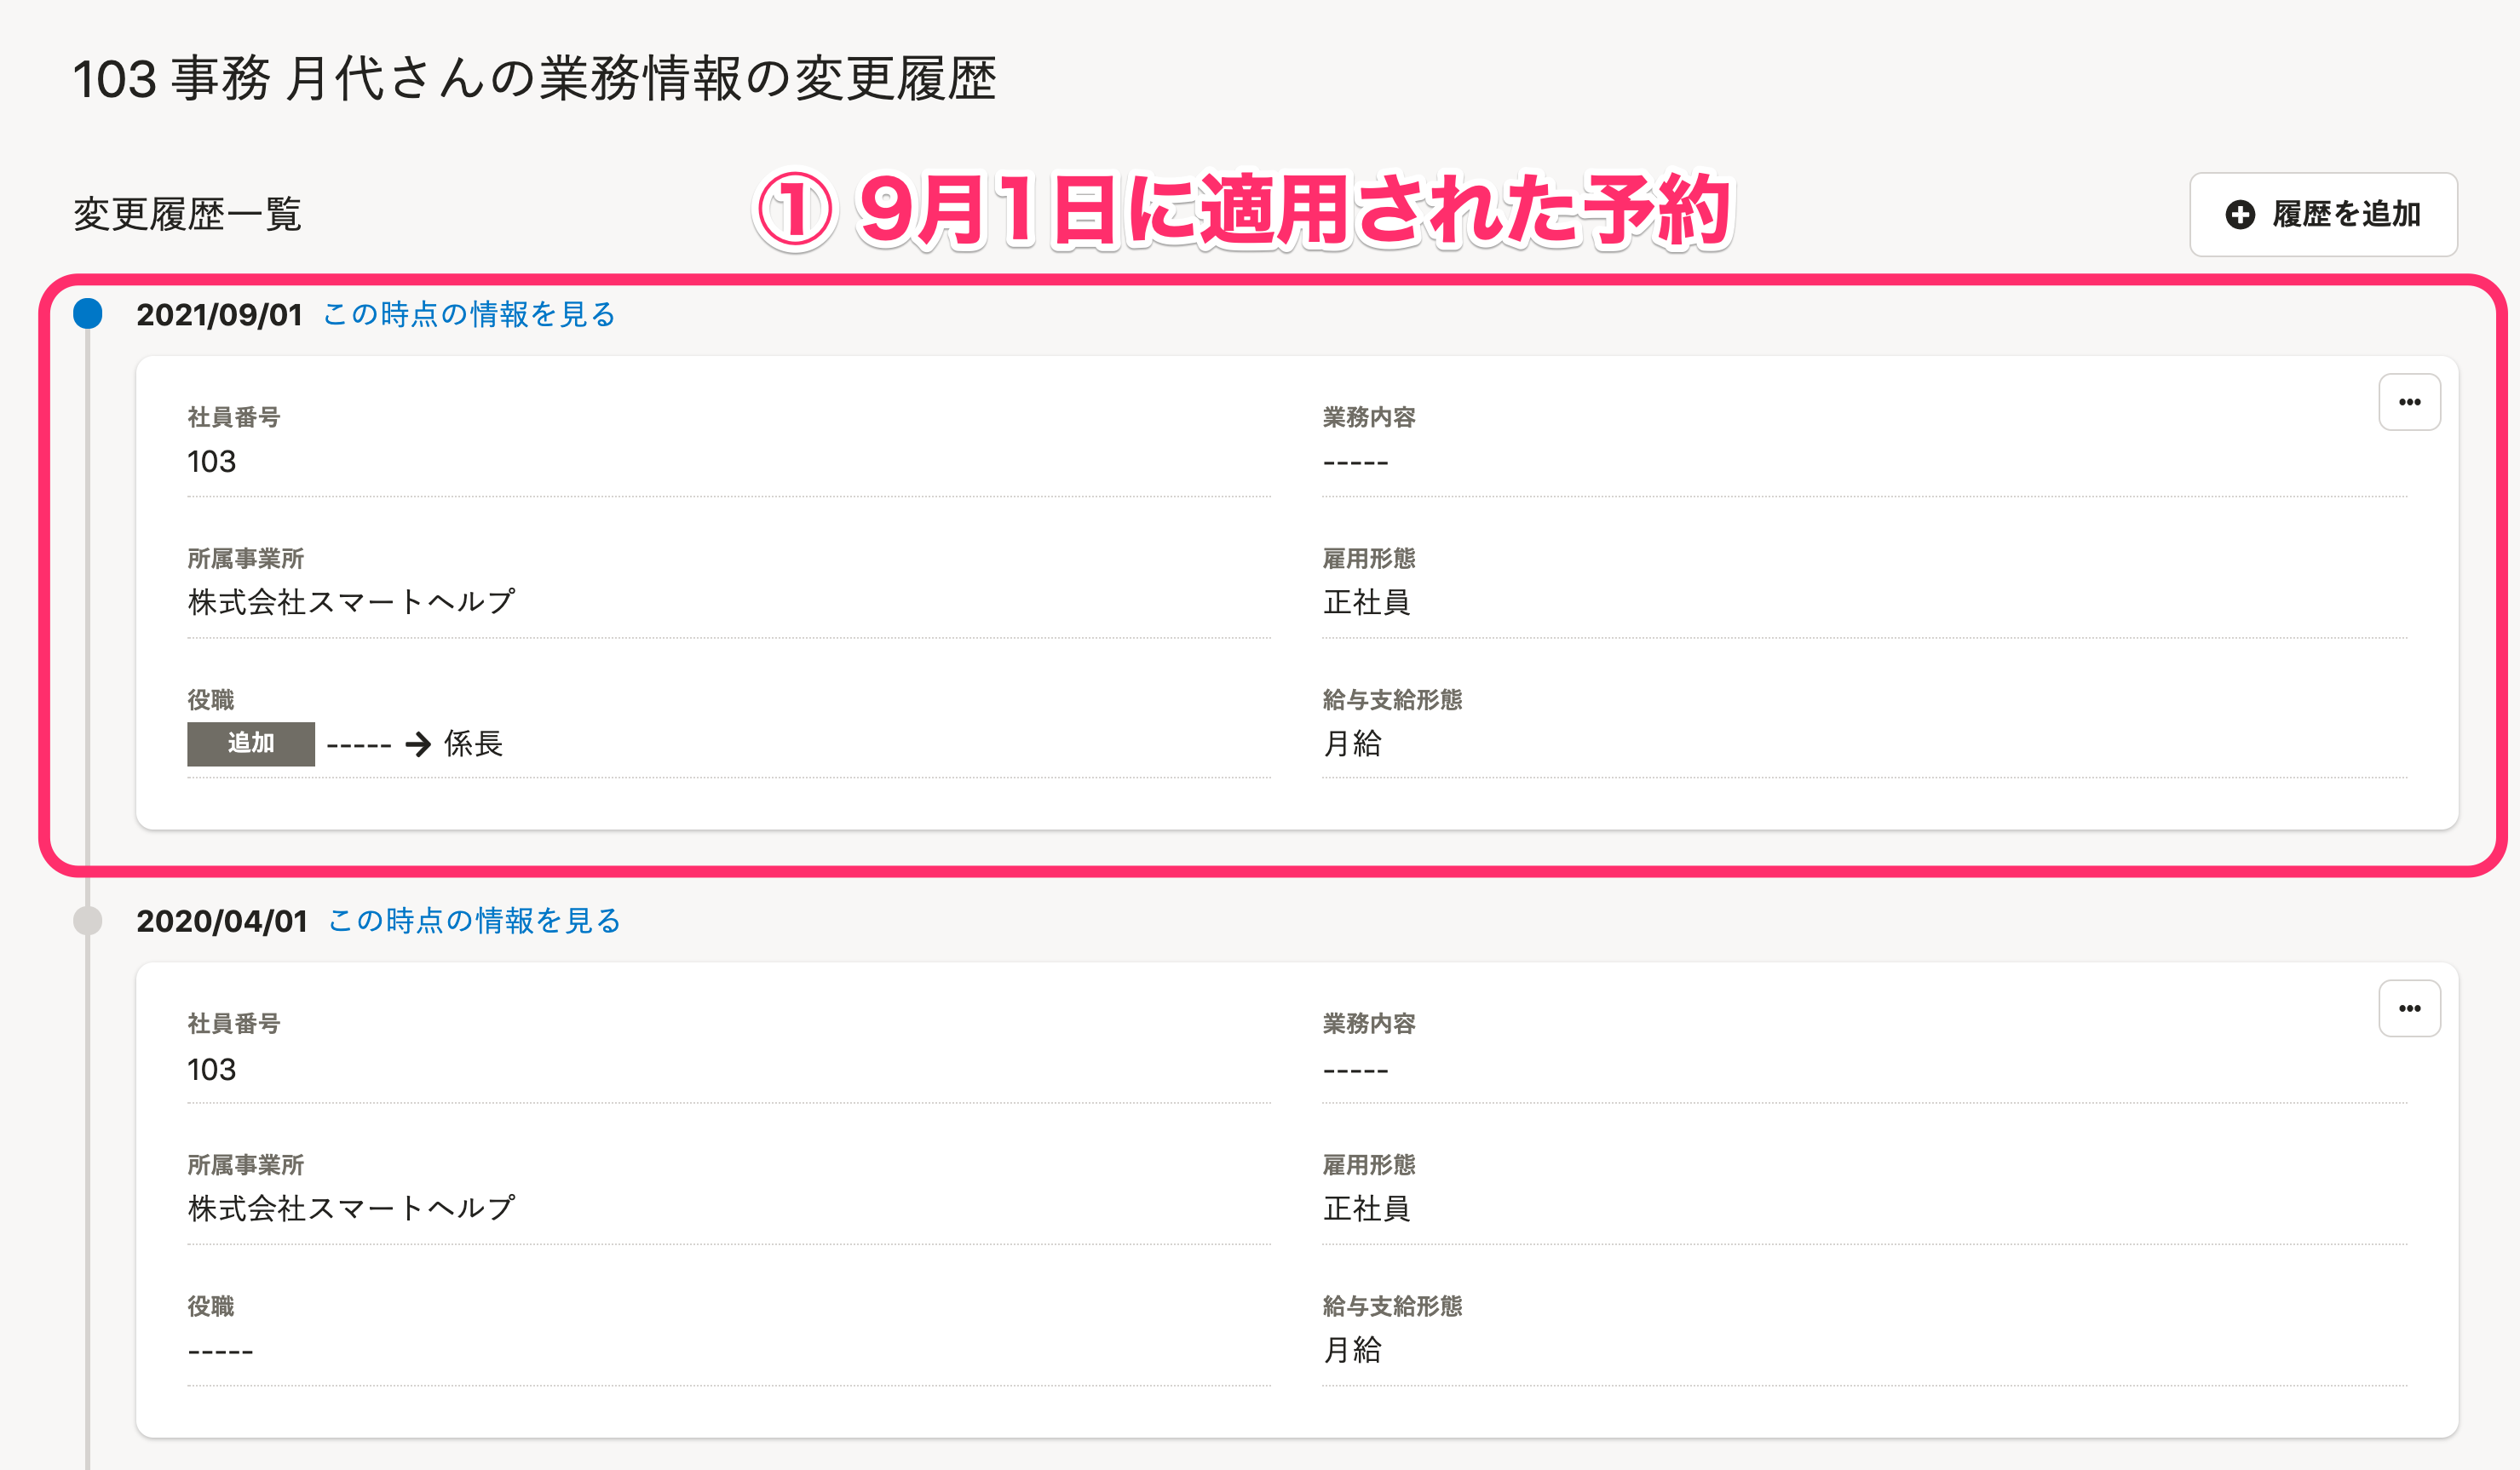 103 事務 月代さんの業務情報の変更履歴
変更履歴一覧
① 9月1日に適用された予約
履歴を追加
2021/09/01 この時点の情報を見る
社員番号
103
業務内容
-----
所属事業所
株式会社スマートヘルプ
雇用形態
正社員
役職
追加 ----- → 係長
給与支給形態
月給
2020/04/01 この時点の情報を見る
社員番号
103
業務内容
-----
所属事業所
株式会社スマートヘルプ
雇用形態
正社員
役職
-----
給与支給形態
月給